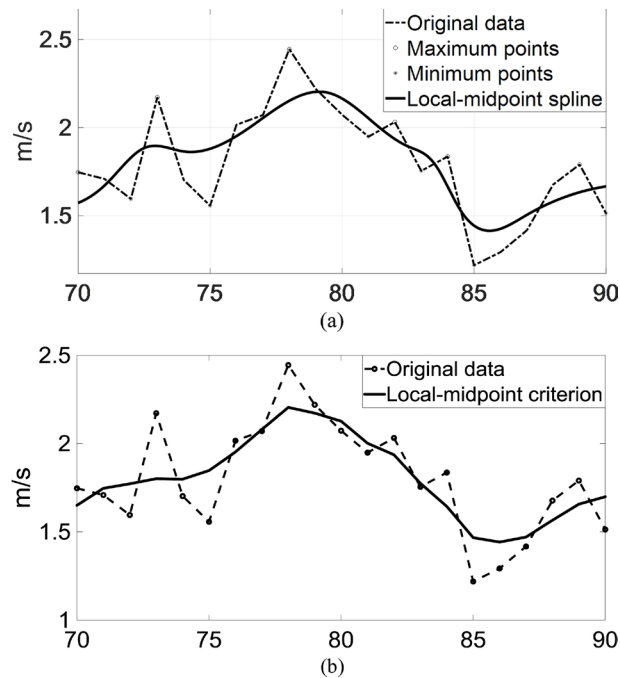 Original data
Maximum points
Minimum points
Local-midpoint spline
2.5
2
1.5
m/s
70 75 80 85 90
(a)
Original data
Local-midpoint criterion
2.5
2
1.5
1
m/s
70 75 80 85 90
(b)